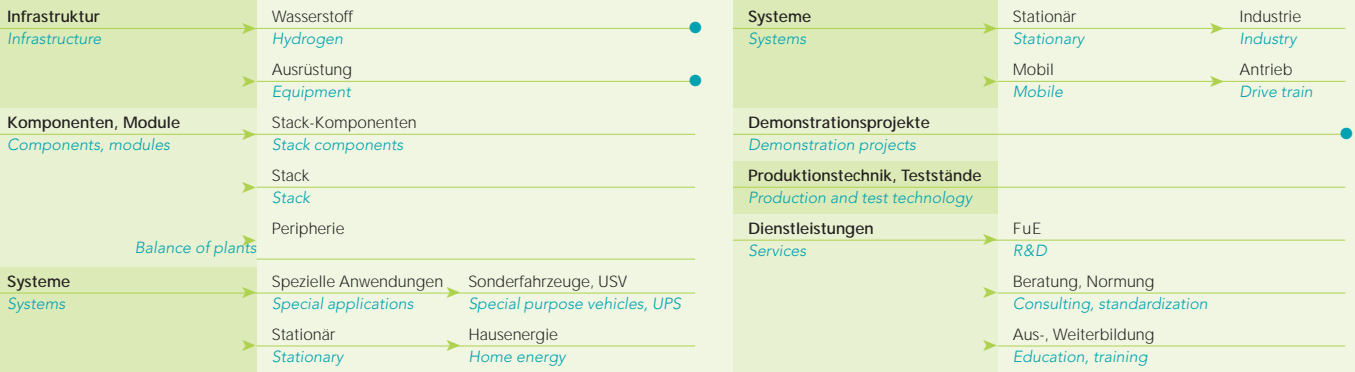 Infrastruktur
Infrastructure
Wasserstoff
Hydrogen
Ausrüstung
Equipment
Komponenten, Module
Components, modules
Stack-Komponenten
Stack components
Stack
Stack
Peripherie
Balance of plants
Systeme
Systems
Spezielle Anwendungen
Special applications
Sonderfahrzeuge, USV
Special purpose vehicles, UPS
Stationär
Stationary
Hausenergie
Home energy
Systeme
Systems
Stationär
Stationary
Industrie
Industry
Mobil
Mobile
Antrieb
Drive train
Demonstrationsprojekte
Demonstration projects
Produktionstechnik, Teststände
Production and test technology
Dienstleistungen
Services
FuE
R&D
Beratung, Normung
Consulting, standardization
Aus-, Weiterbildung
Education, training